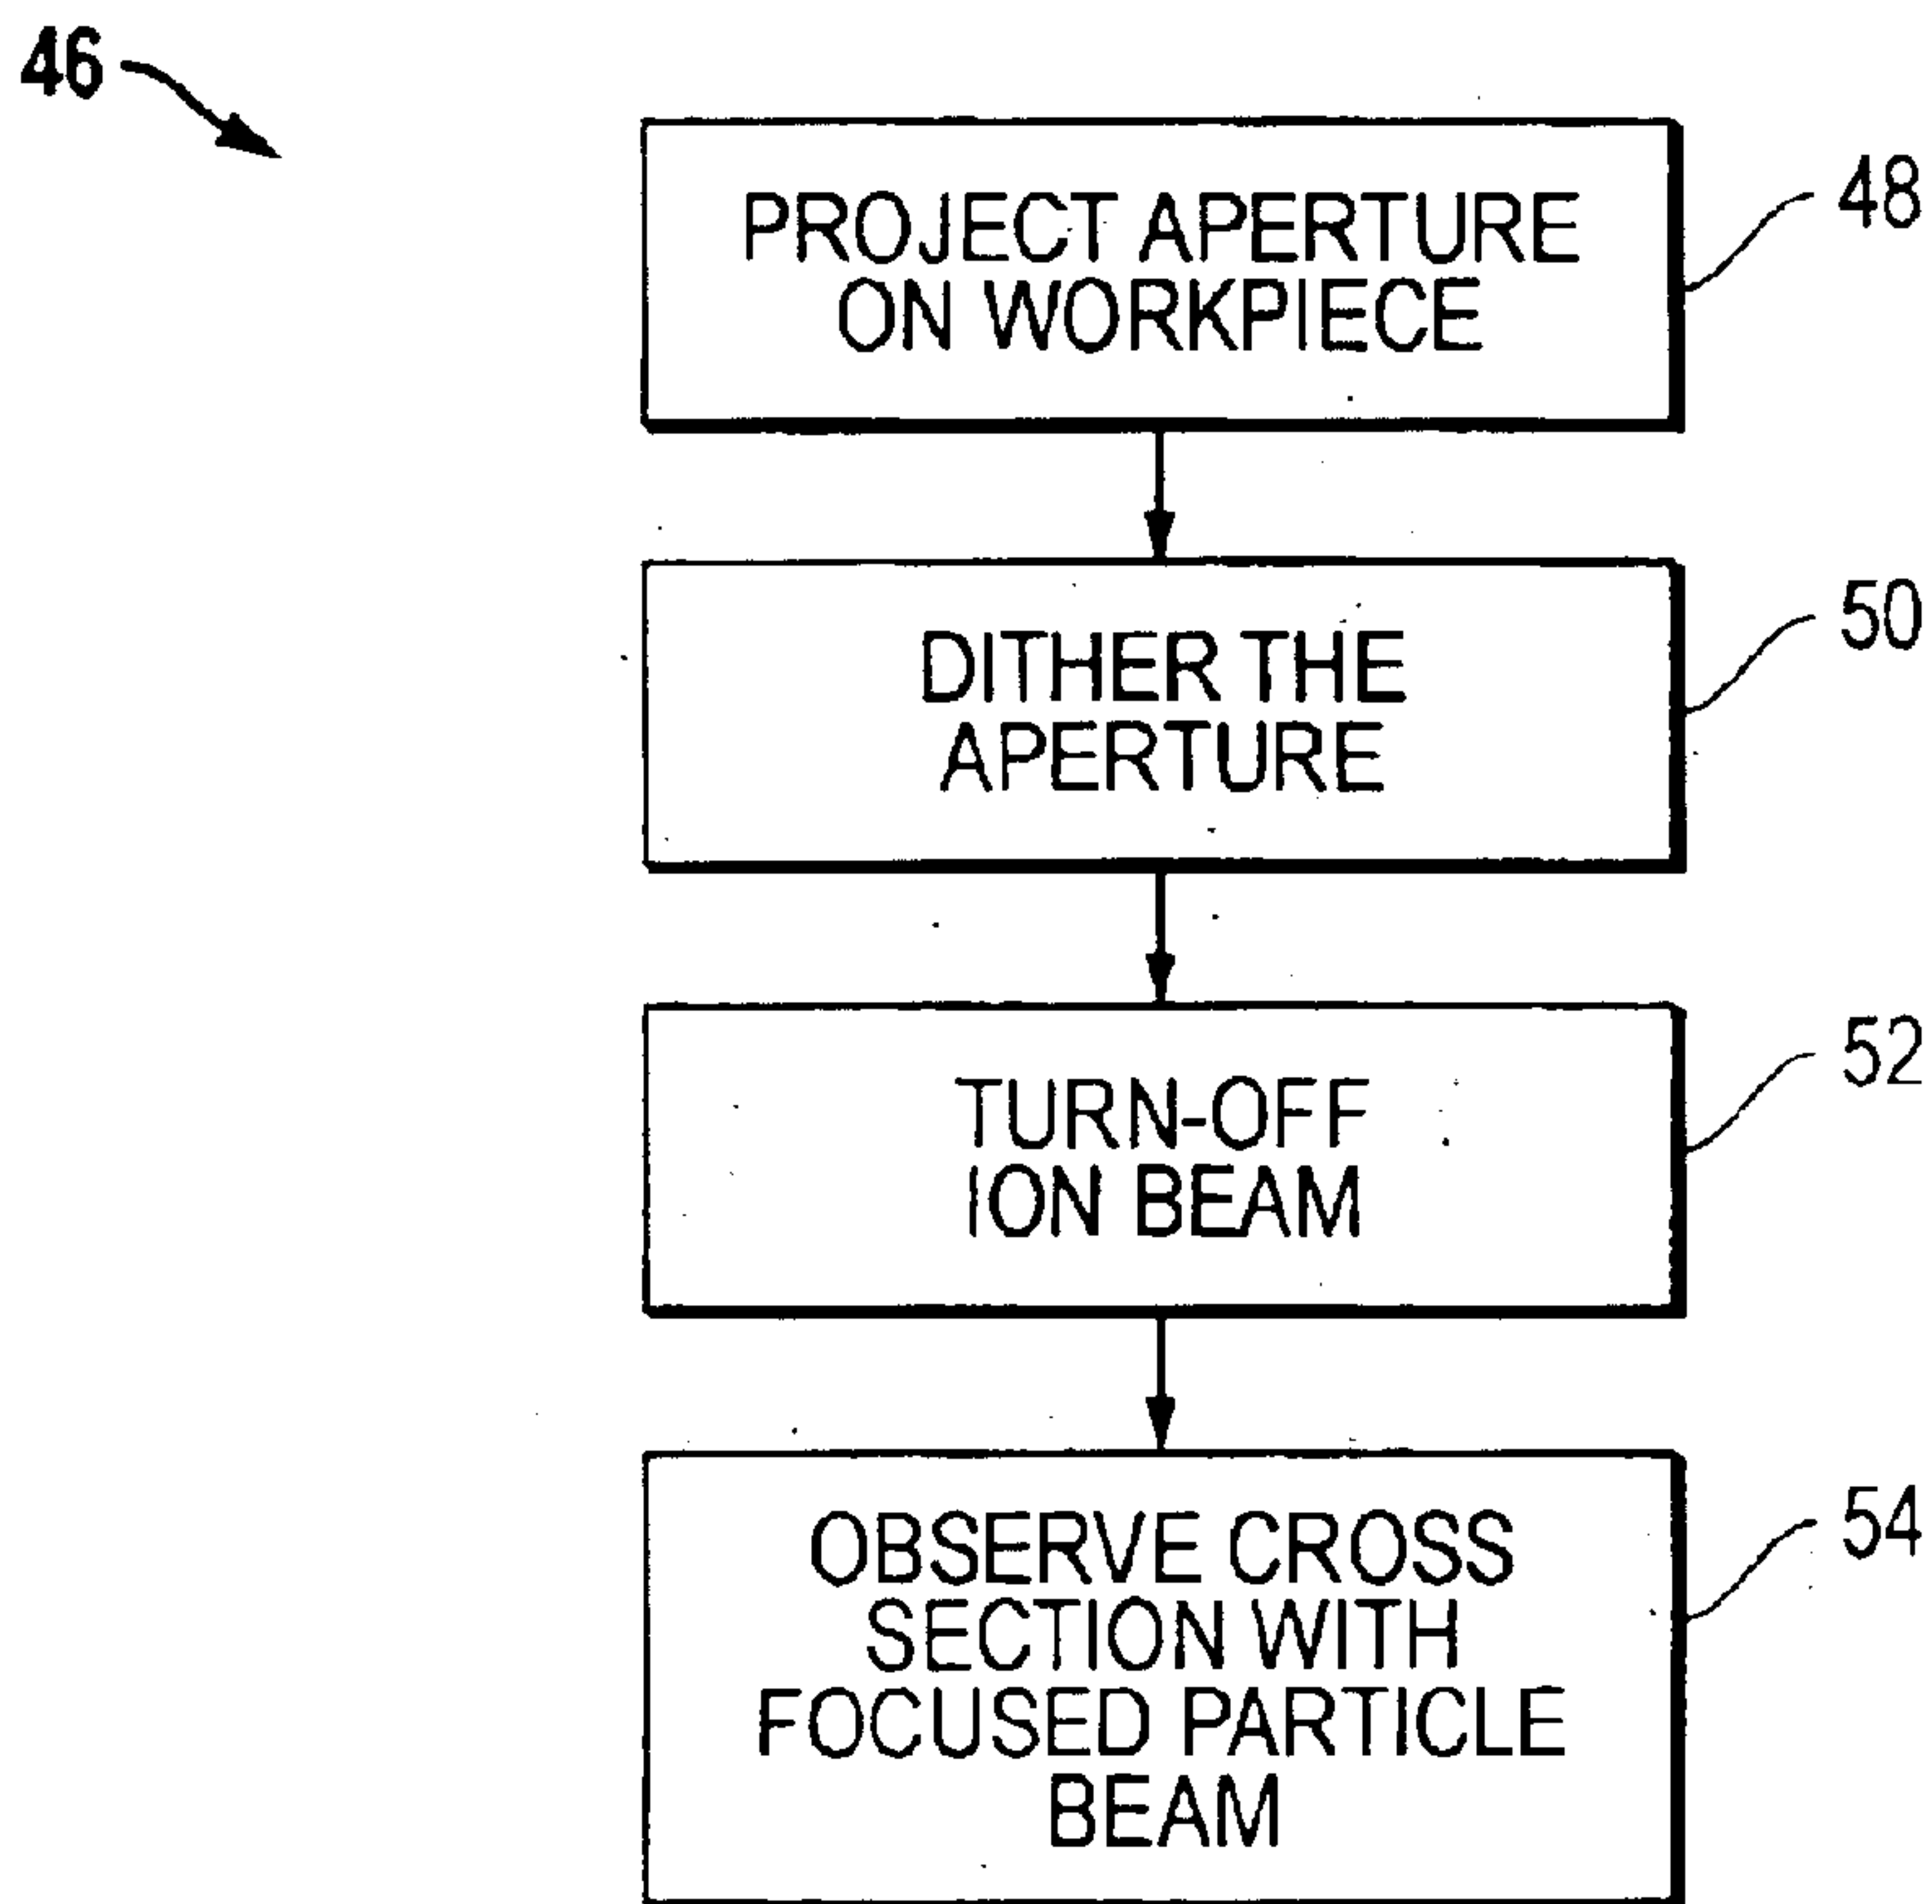 46
PROJECT APERTURE
ON WORKPIECE
48
DITHER THE
APERTURE
50
TURN-OFF
ION BEAM
52
OBSERVE CROSS
SECTION WITH
FOCUSED PARTICLE
BEAM
54